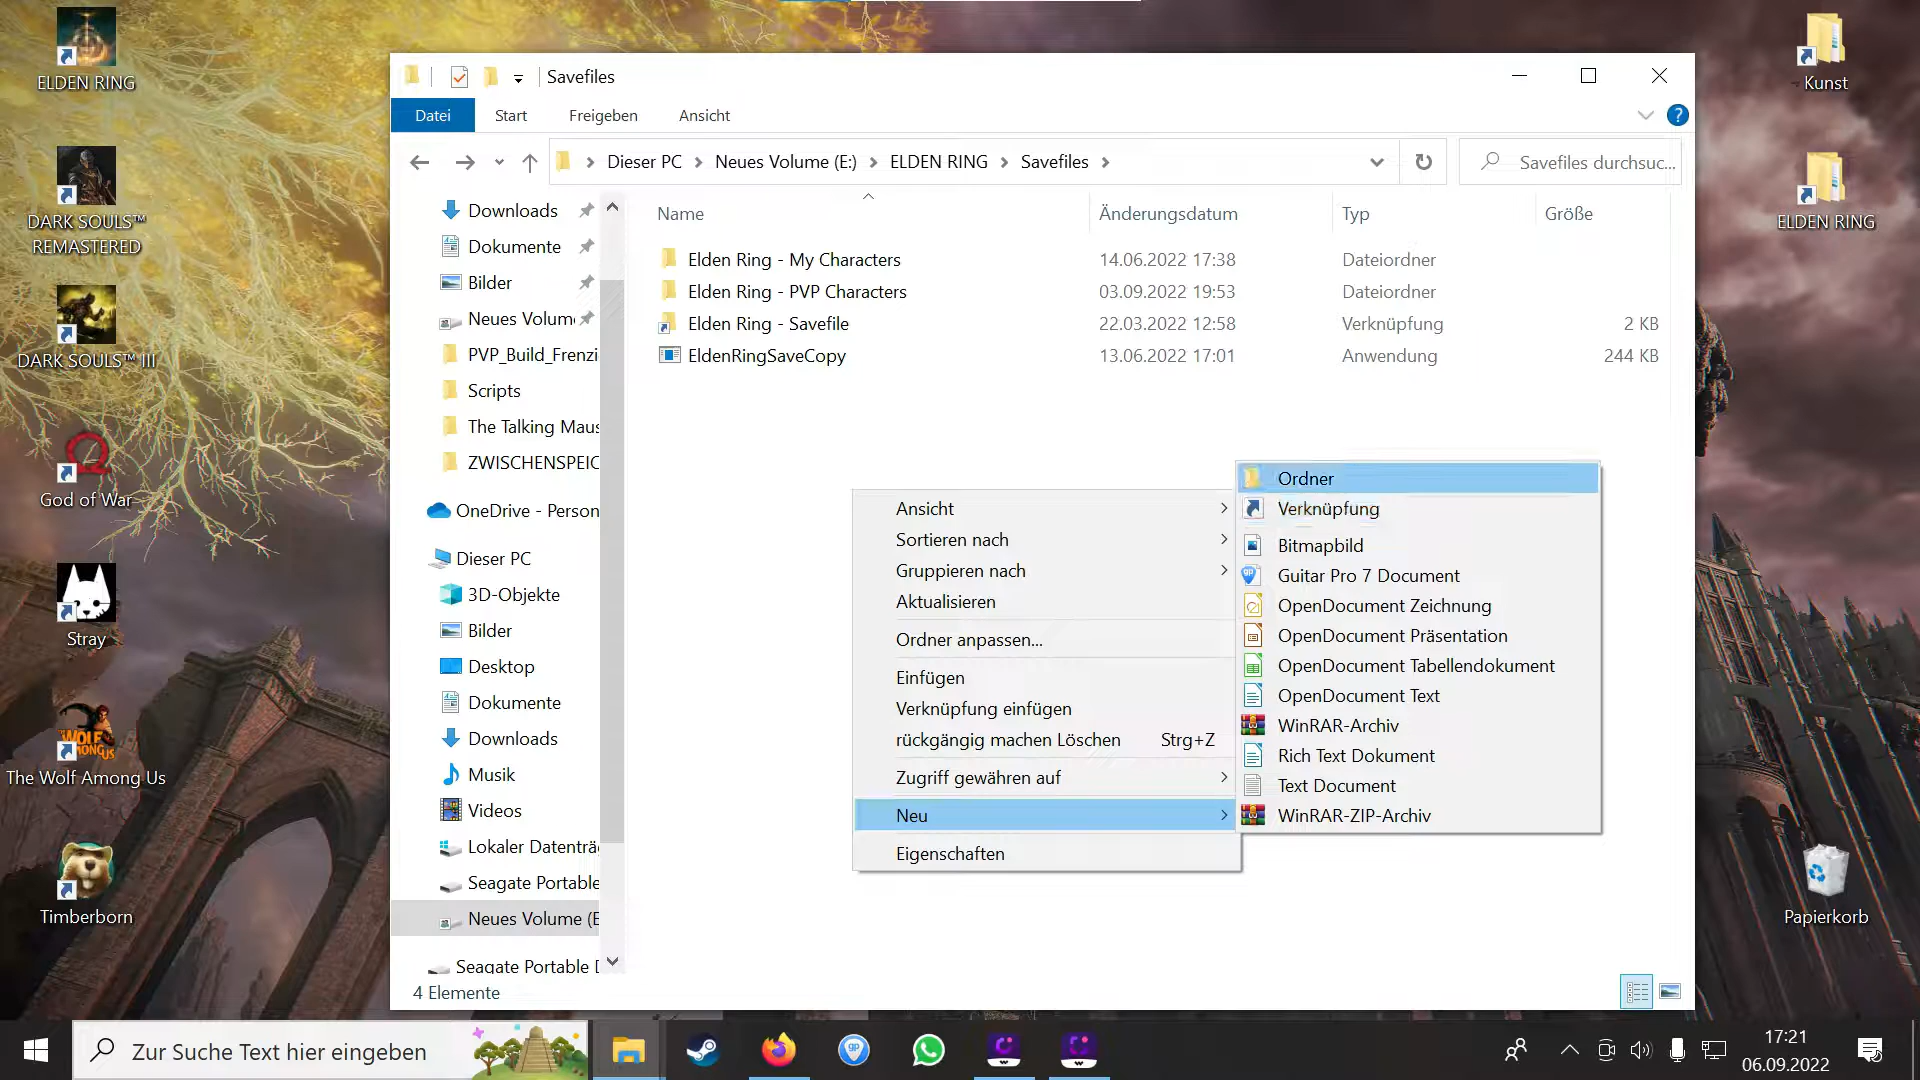 ELDEN RING
DARK SOULS™
REMASTERED
DARK SOULS™ III
God of War
Stray
The Wolf Among Us
Timberborn
Savefiles
Datei
Start
Freigeben
Ansicht
Dieser PC
Neues Volume (E:)
ELDEN RING
Savefiles
Savefiles durchsuc...
Downloads
Dokumente
Bilder
Neues Volum
PVP_Build_Frenzi
Scripts
The Talking Maus
ZWISCHENSPEIC
OneDrive - Person
Dieser PC
3D-Objekte
Bilder
Desktop
Dokumente
Downloads
Musik
Videos
Lokaler Datenträ
Seagate Portable
Neues Volume (E
Seagate Portable D
4 Elemente
Name Änderungsdatum Typ Größe
Elden Ring - My Characters 14.06.2022 17:38 Dateiordner
Elden Ring - PVP Characters 03.09.2022 19:53 Dateiordner
Elden Ring - Savefile 22.03.2022 12:58 Verknüpfung 2 KB
EldenRingSaveCopy 13.06.2022 17:01 Anwendung 244 KB
Ansicht
Sortieren nach
Gruppieren nach
Aktualisieren
Ordner anpassen...
Einfügen
Verknüpfung einfügen
rückgängig machen Löschen Strg+Z
Zugriff gewähren auf
Neu
Eigenschaften
Ordner
Verknüpfung
Bitmapbild
Guitar Pro 7 Document
OpenDocument Zeichnung
OpenDocument Präsentation
OpenDocument Tabellendokument
OpenDocument Text
WinRAR-Archiv
Rich Text Dokument
Text Document
WinRAR-ZIP-Archiv
Kunst
ELDEN RING
Papierkorb
Zur Suche Text hier eingeben
17:21
06.09.2022